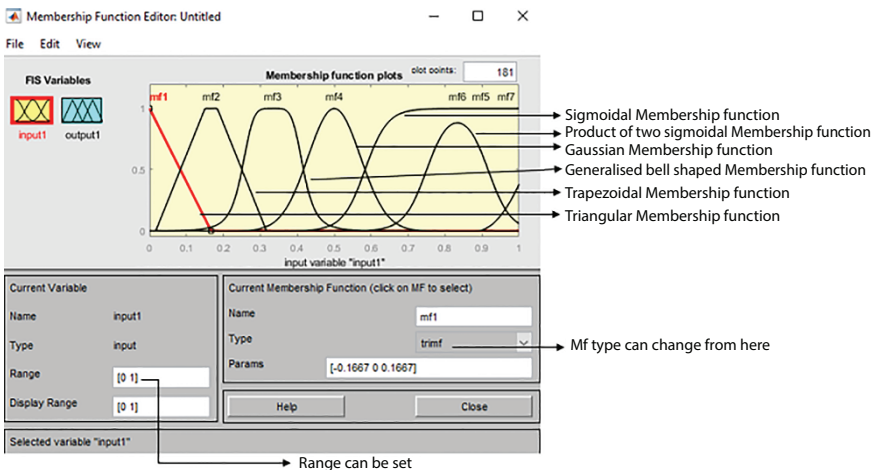 Membership Function Editor: Untitled
File Edit View
FIS Variables
input1 output1
Membership function plots plot points: 181
mf1 mf2 mf3 mf4 mf6 mf5 mf7
1
0.5
0
0 0.1 0.2 0.3 0.4 0.5 0.6 0.7 0.8 0.9 1
input variable "input1"
Sigmoidal Membership function
Product of two sigmoidal Membership function
Gaussian Membership function
Generalised bell shaped Membership function
Trapezoidal Membership function
Triangular Membership function
Current Variable
Name input1
Type input
Range [0 1]
Display Range [0 1]
Current Membership Function (click on MF to select)
Name mf1
Type trimf
Params [-0.1667 0 0.1667]
Mf type can change from here
Help Close
Selected variable "input1"
Range can be set